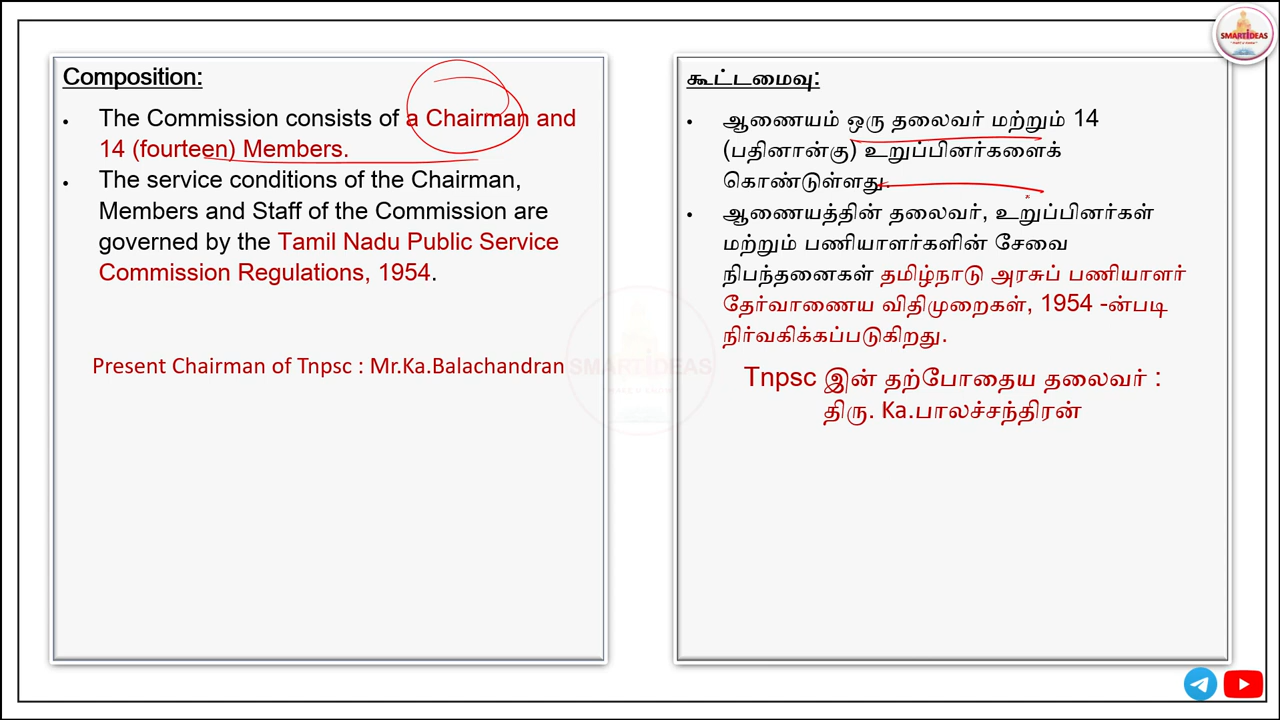 SMARTIDEAS
Composition:
• The Commission consists of a Chairman and
14 (fourteen) Members.
• The service conditions of the Chairman,
Members and Staff of the Commission are
governed by the Tamil Nadu Public Service
Commission Regulations, 1954.
Present Chairman of Tnpsc : Mr.Ka.Balachandran
கூட்டமைவு:
• ஆணையம் ஒரு தலைவர் மற்றும் 14
(பதினான்கு) உறுப்பினர்களைக்
கொண்டுள்ளது.
• ஆணையத்தின் தலைவர், உறுப்பினர்கள்
மற்றும் பணியாளர்களின் சேவை
நிபந்தனைகள் தமிழ்நாடு அரசுப் பணியாளர்
தேர்வாணைய விதிமுறைகள், 1954 -ன்படி
நிர்வகிக்கப்படுகிறது.
Tnpsc இன் தற்போதைய தலைவர் :
திரு. Ka.பாலச்சந்திரன்
SMARTIDEAS